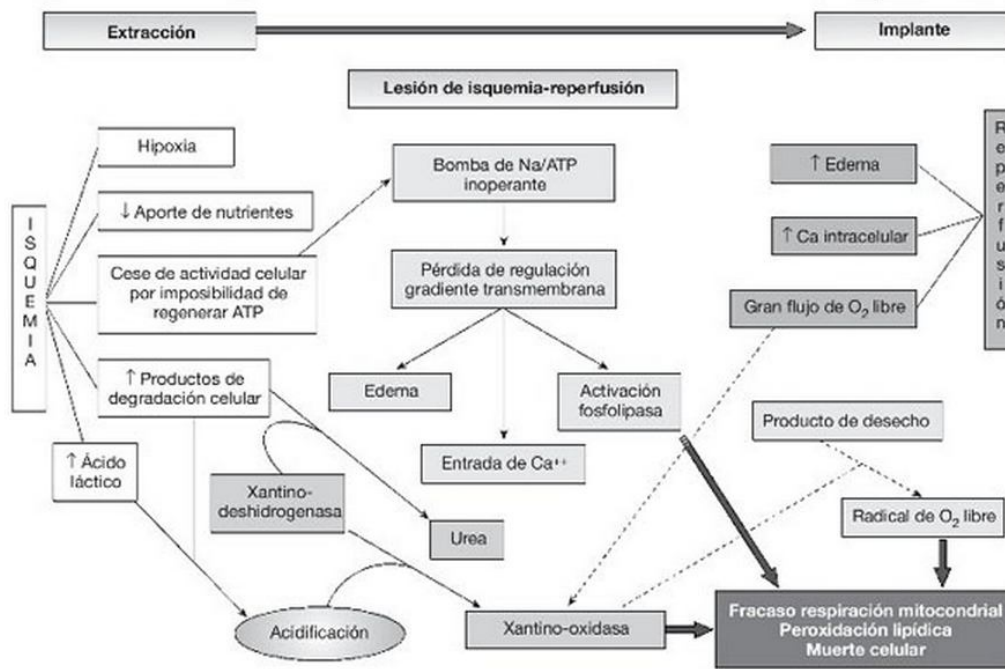 Extracción
Implante
Lesión de isquemia-reperfusión
ISQUEMIA
Hipoxia
↓ Aporte de nutrientes
Cese de actividad celular
por imposibilidad de
regenerar ATP
↑ Productos de
degradación celular
↑ Ácido
láctico
Xantino-
deshidrogenasa
Acidificación
Bomba de Na/ATP
inoperante
Pérdida de regulación
gradiente transmembrana
Edema
Activación
fosfolipasa
Entrada de Ca⁺⁺
Urea
Xantino-oxidasa
↑ Edema
↑ Ca intracelular
Gran flujo de O₂ libre
Reperfusión
Producto de desecho
Radical de O₂ libre
Fracaso respiración mitocondrial
Peroxidación lipídica
Muerte celular